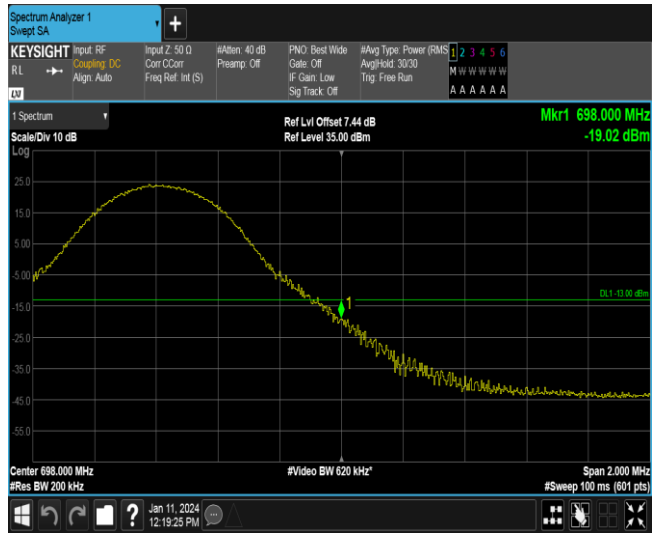 Spectrum Analyzer 1
Swept SA
KEYSIGHT
RL
LXI
Input: RF
Coupling: DC
Align: Auto
Input Z: 50 Ω
Corr CCorr
Freq Ref: Int (S)
#Atten: 40 dB
Preamp: Off
PNO: Best Wide
Gate: Off
IF Gain: Low
Sig Track: Off
#Avg Type: Power (RMS
Avg|Hold: 30/30
Trig: Free Run
1 2 3 4 5 6
M W W W W W
A A A A A A
1 Spectrum
Scale/Div 10 dB
Ref Lvl Offset 7.44 dB
Ref Level 35.00 dBm
Mkr1 698.000 MHz
-19.02 dBm
Log
25.0
15.0
5.00
-5.00
DL1 -13.00 dBm
1
-15.0
-25.0
-35.0
-45.0
-55.0
Center 698.000 MHz
#Video BW 620 kHz*
Span 2.000 MHz
#Res BW 200 kHz
#Sweep 100 ms (601 pts)
?
Jan 11, 2024
12:19:25 PM